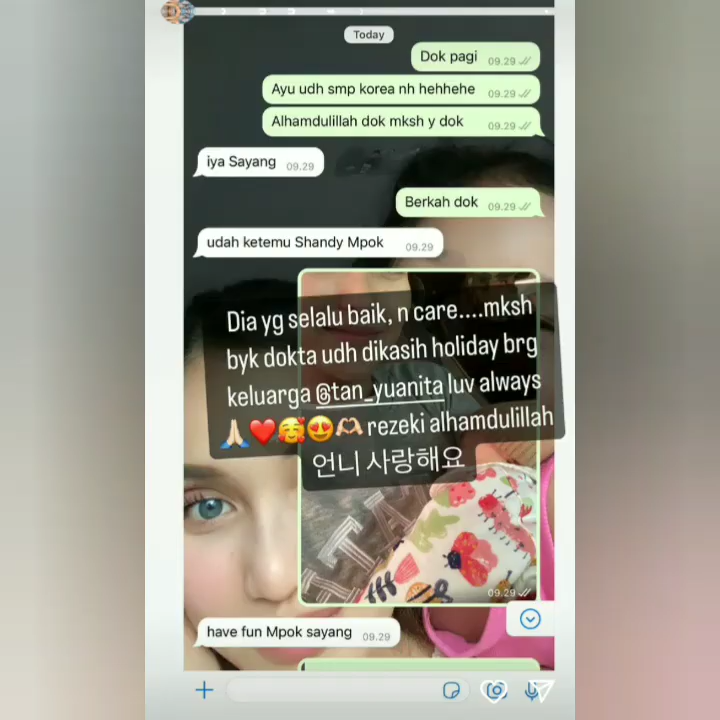 Today
Dok pagi 09.29
Ayu udh smp korea nh hehhehe 09.29
Alhamdulillah dok mksh y dok 09.29
iya Sayang 09.29
Berkah dok 09.29
udah ketemu Shandy Mpok 09.29
Dia yg selalu baik, n care....mksh
byk dokta udh dikasih holiday brg
keluarga @tan_yuanita luv always
🙏🏻❤️🥰😍🫶🏻 rezeki alhamdulillah
언니 사랑해요
TTA
09.29
have fun Mpok sayang 09.29